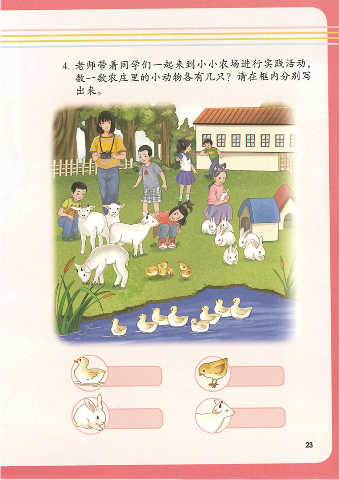 4. 老师带着同学们一起来到小小农场进行实践活动，
数一数农庄里的小动物各有几只？请在框内分别写
出来。
23